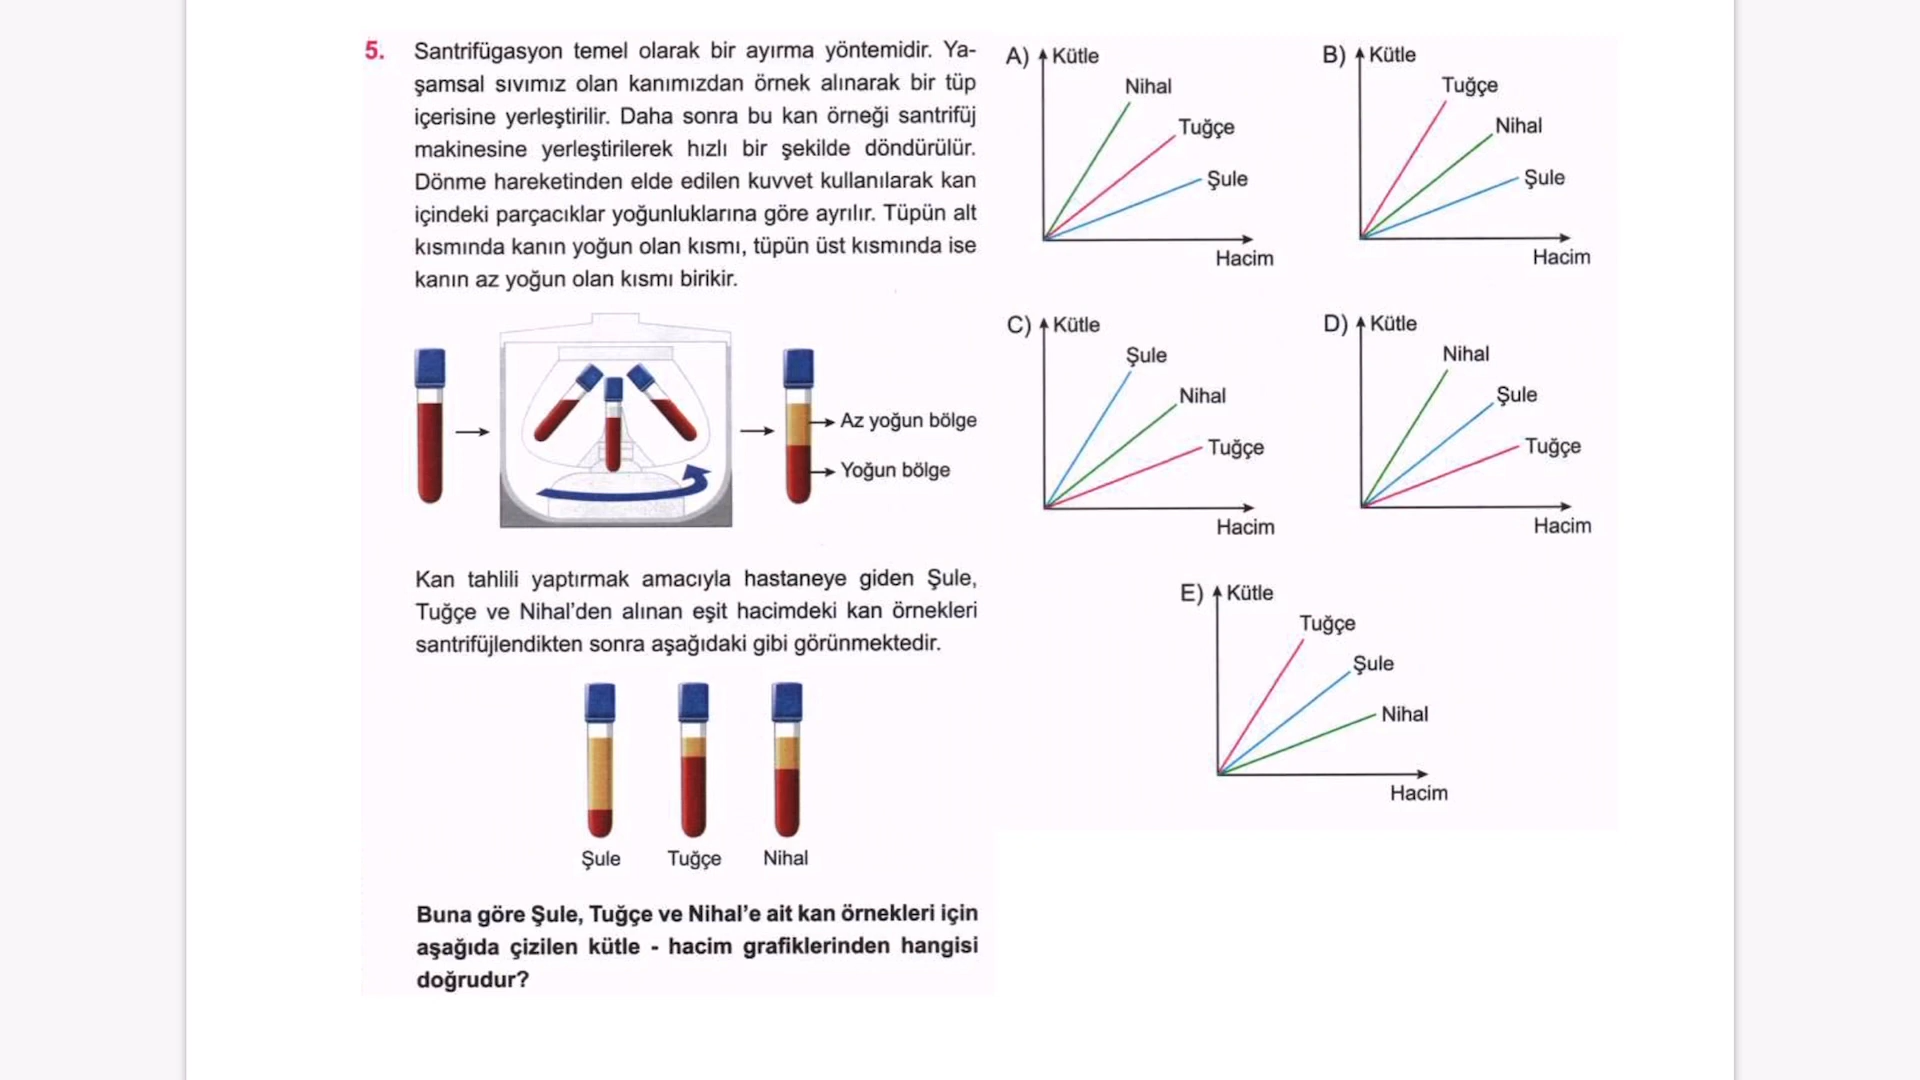 5. Santrifügasyon temel olarak bir ayırma yöntemidir. Ya-
şamsal sıvımız olan kanımızdan örnek alınarak bir tüp
içerisine yerleştirilir. Daha sonra bu kan örneği santrifüj
makinesine yerleştirilerek hızlı bir şekilde döndürülür.
Dönme hareketinden elde edilen kuvvet kullanılarak kan
içindeki parçacıklar yoğunluklarına göre ayrılır. Tüpün alt
kısmında kanın yoğun olan kısmı, tüpün üst kısmında ise
kanın az yoğun olan kısmı birikir.
Az yoğun bölge
Yoğun bölge
Kan tahlili yaptırmak amacıyla hastaneye giden Şule,
Tuğçe ve Nihal'den alınan eşit hacimdeki kan örnekleri
santrifüjlendikten sonra aşağıdaki gibi görünmektedir.
Şule Tuğçe Nihal
Buna göre Şule, Tuğçe ve Nihal'e ait kan örnekleri için
aşağıda çizilen kütle - hacim grafiklerinden hangisi
doğrudur?
A) Kütle
Nihal
Tuğçe
Şule
Hacim
B) Kütle
Tuğçe
Nihal
Şule
Hacim
C) Kütle
Şule
Nihal
Tuğçe
Hacim
D) Kütle
Nihal
Şule
Tuğçe
Hacim
E) Kütle
Tuğçe
Şule
Nihal
Hacim